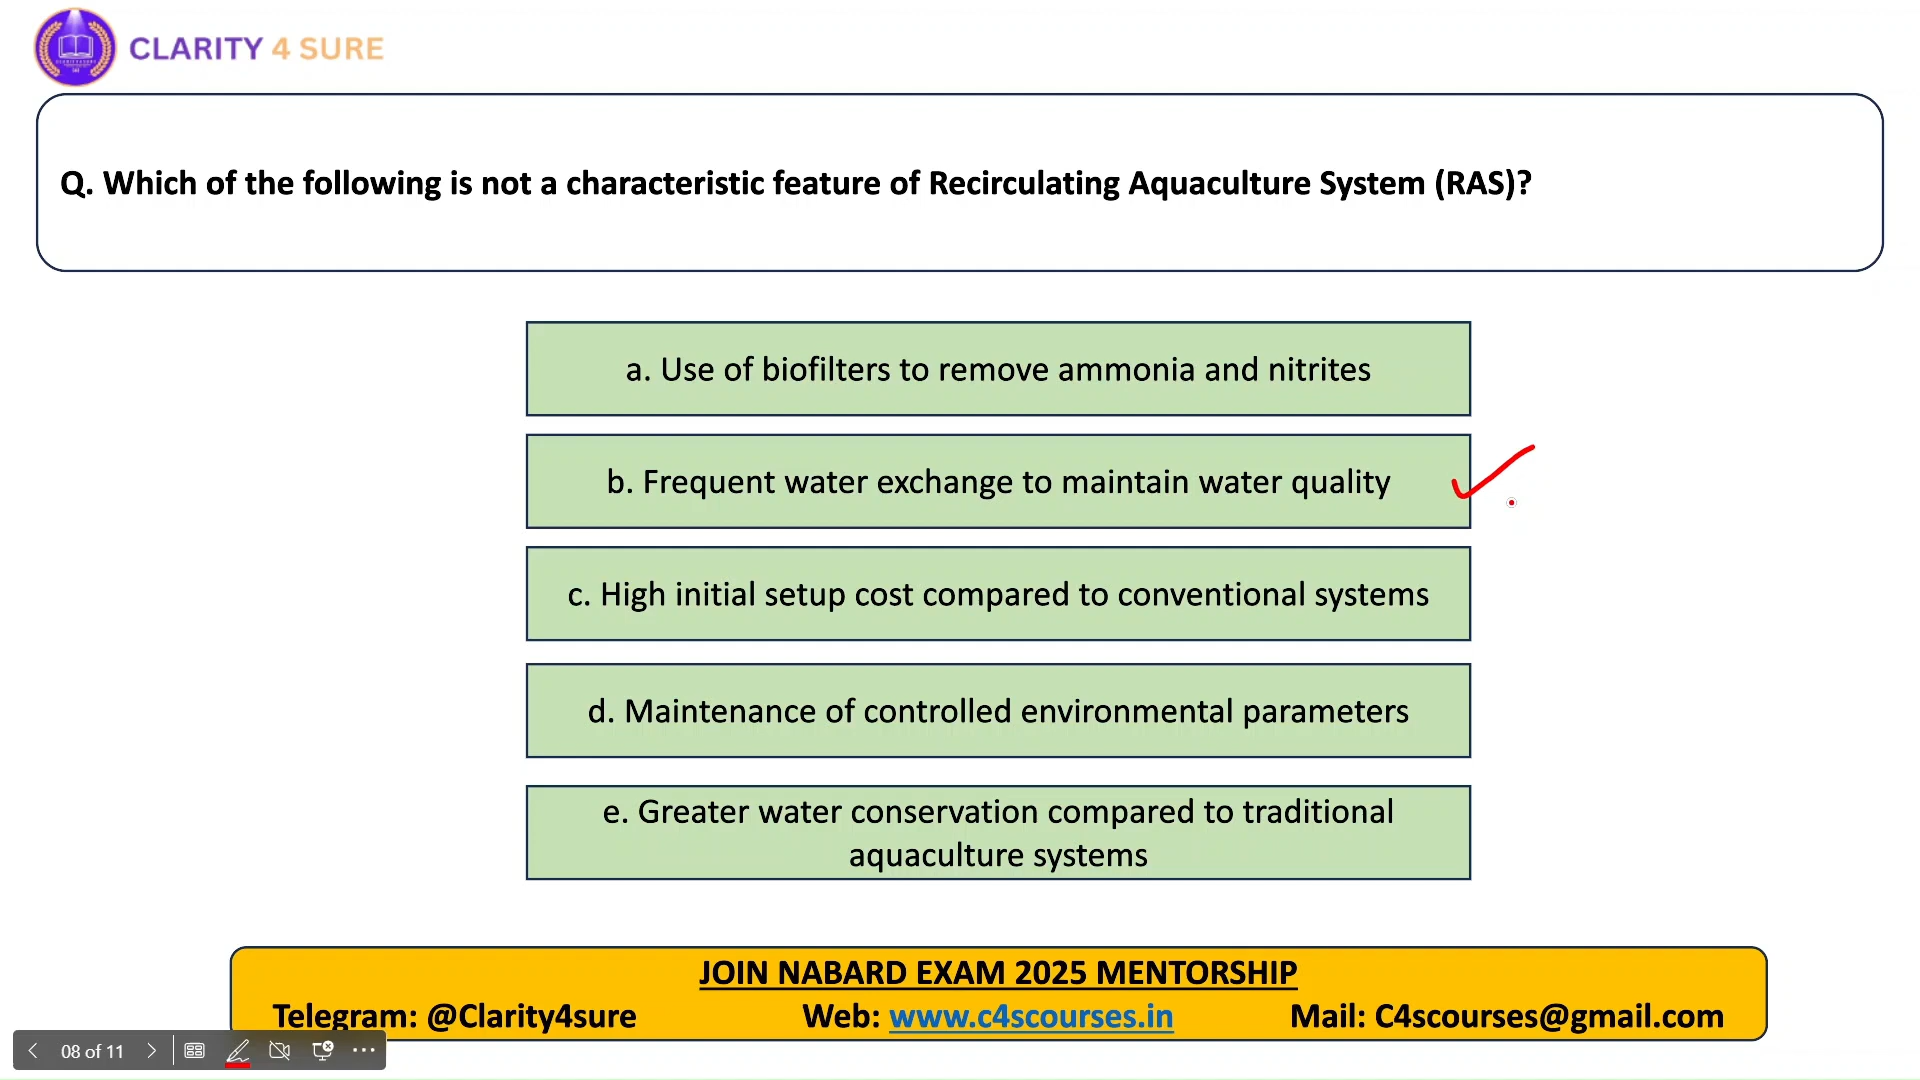 CLARITY 4 SURE
Q. Which of the following is not a characteristic feature of Recirculating Aquaculture System (RAS)?
a. Use of biofilters to remove ammonia and nitrites
b. Frequent water exchange to maintain water quality
c. High initial setup cost compared to conventional systems
d. Maintenance of controlled environmental parameters
e. Greater water conservation compared to traditional
aquaculture systems
JOIN NABARD EXAM 2025 MENTORSHIP
Telegram: @Clarity4sure Web: www.c4scourses.in Mail: C4scourses@gmail.com
08 of 11